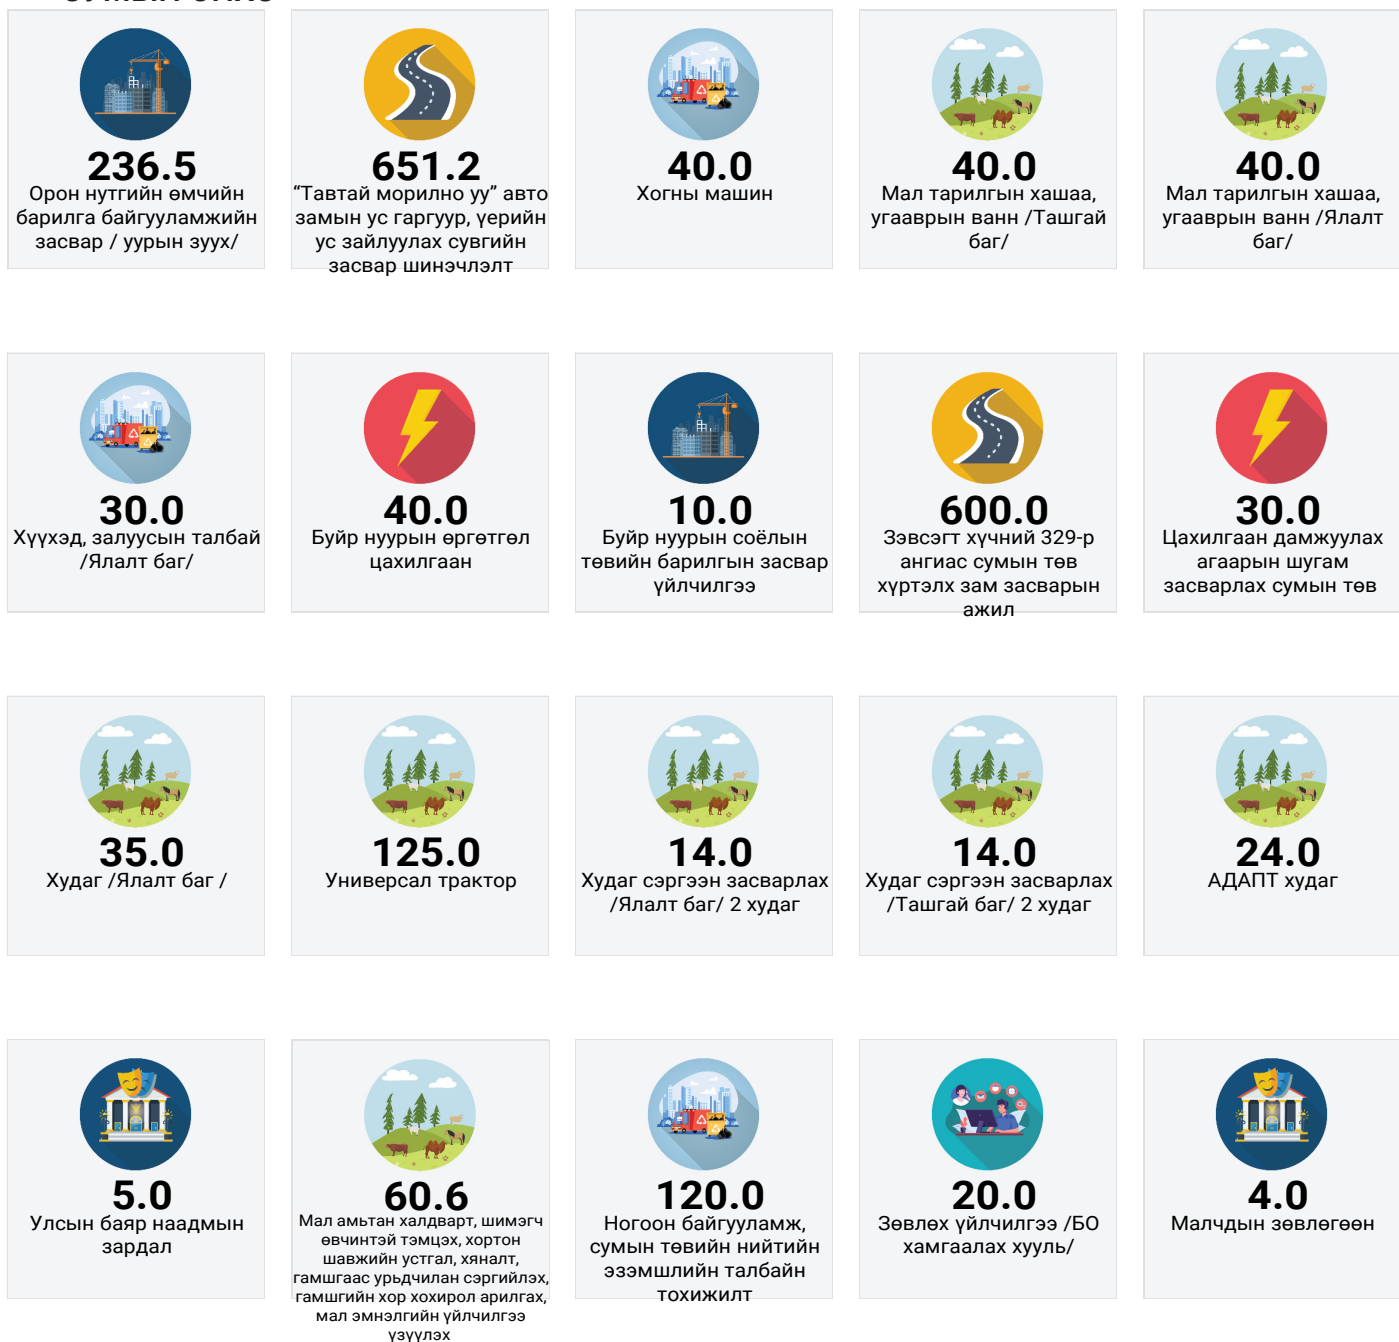 236.5
Орон нутгийн өмчийн
барилга байгууламжийн
засвар / уурын зуух/
651.2
“Тавтай морилно уу” авто
замын ус гаргуур, үерийн
ус зайлуулах сувгийн
засвар шинэчлэлт
40.0
Хогны машин
40.0
Мал тарилгын хашаа,
угааврын ванн /Ташгай
баг/
40.0
Мал тарилгын хашаа,
угааврын ванн /Ялалт
баг/
30.0
Хүүхэд, залуусын талбай
/Ялалт баг/
40.0
Буйр нуурын өргөтгөл
цахилгаан
10.0
Буйр нуурын соёлын
төвийн барилгын засвар
үйлчилгээ
600.0
Зэвсэгт хүчний 329-р
ангиас сумын төв
хүртэлх зам засварын
ажил
30.0
Цахилгаан дамжуулах
агаарын шугам
засварлах сумын төв
35.0
Худаг /Ялалт баг /
125.0
Универсал трактор
14.0
Худаг сэргээн засварлах
/Ялалт баг/ 2 худаг
14.0
Худаг сэргээн засварлах
/Ташгай баг/ 2 худаг
24.0
АДАПТ худаг
5.0
Улсын баяр наадмын
зардал
60.6
Мал амьтан халдварт, шимэгч
өвчинтэй тэмцэх, хортон
шавжийн устгал, хяналт,
гамшгаас урьдчилан сэргийлэх,
гамшгийн хор хохирол арилгах,
мал эмнэлгийн үйлчилгээ
үзүүлэх
120.0
Ногоон байгууламж,
сумын төвийн нийтийн
эзэмшлийн талбайн
тохижилт
20.0
Зөвлөх үйлчилгээ /БО
хамгаалах хууль/
4.0
Малчдын зөвлөгөөн